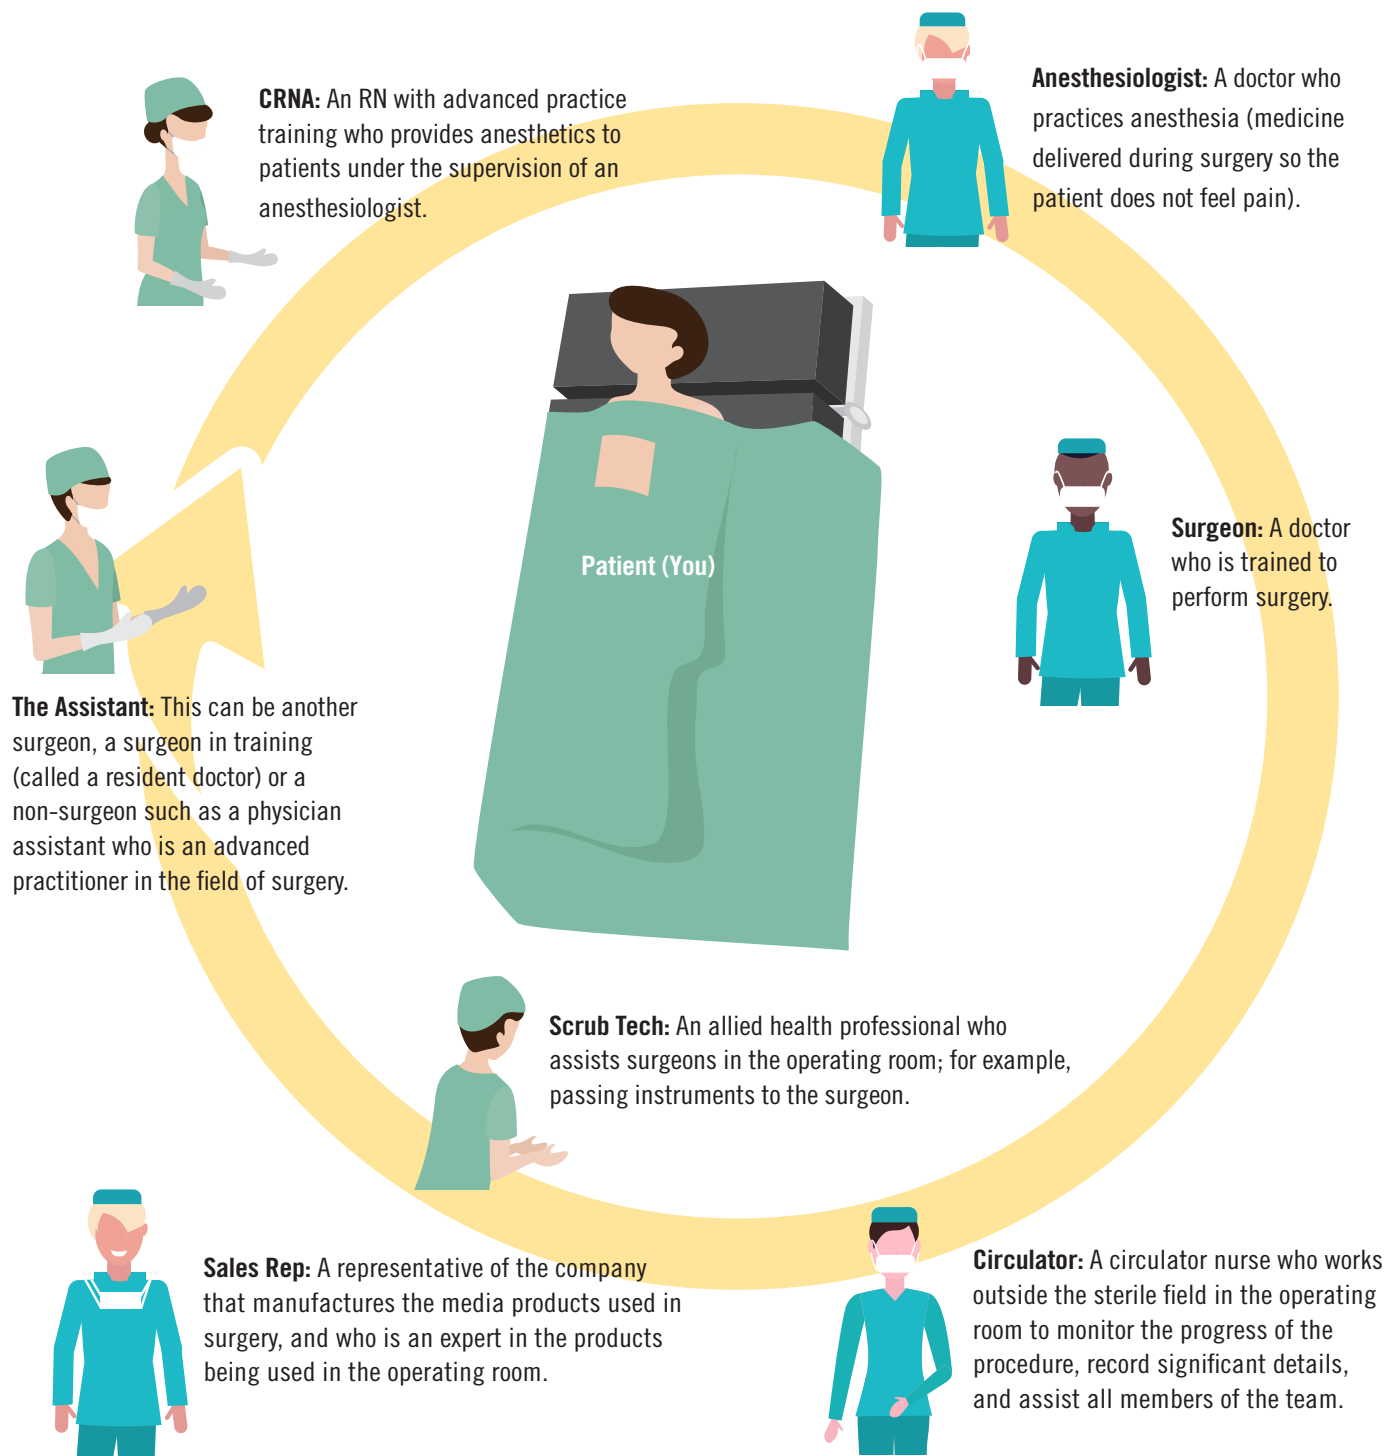 CRNA: An RN with advanced practice
training who provides anesthetics to
patients under the supervision of an
anesthesiologist.
Anesthesiologist: A doctor who
practices anesthesia (medicine
delivered during surgery so the
patient does not feel pain).
Patient (You)
Surgeon: A doctor
who is trained to
perform surgery.
The Assistant: This can be another
surgeon, a surgeon in training
(called a resident doctor) or a
non-surgeon such as a physician
assistant who is an advanced
practitioner in the field of surgery.
Scrub Tech: An allied health professional who
assists surgeons in the operating room; for example,
passing instruments to the surgeon.
Sales Rep: A representative of the company
that manufactures the media products used in
surgery, and who is an expert in the products
being used in the operating room.
Circulator: A circulator nurse who works
outside the sterile field in the operating
room to monitor the progress of the
procedure, record significant details,
and assist all members of the team.